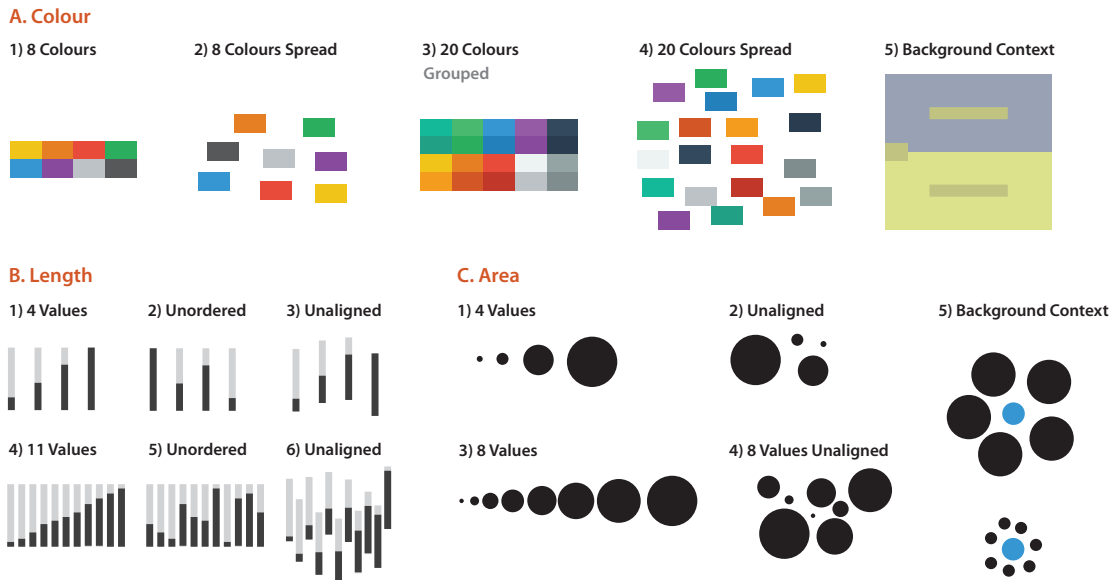 A. Colour
1) 8 Colours
2) 8 Colours Spread
3) 20 Colours
Grouped
4) 20 Colours Spread
5) Background Context
B. Length
1) 4 Values
2) Unordered
3) Unaligned
4) 11 Values
5) Unordered
6) Unaligned
C. Area
1) 4 Values
2) Unaligned
5) Background Context
3) 8 Values
4) 8 Values Unaligned